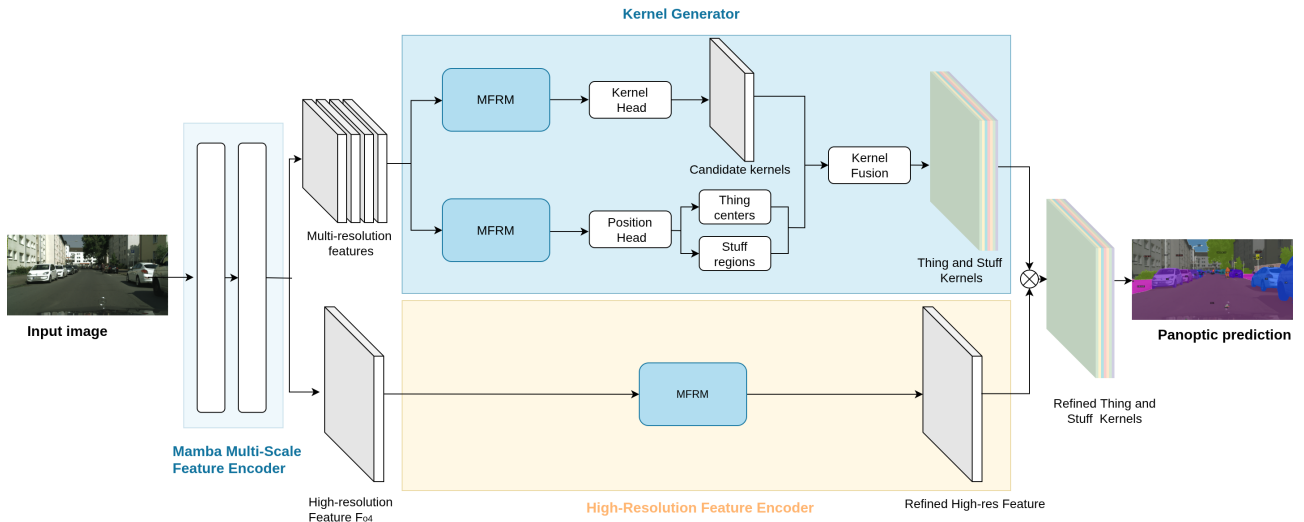 Kernel Generator
MFRM
Kernel
Head
Candidate kernels
Kernel
Fusion
MFRM
Position
Head
Thing
centers
Stuff
regions
Thing and Stuff
Kernels
Multi-resolution
features
Input image
Mamba Multi-Scale
Feature Encoder
High-resolution
Feature Fo4
MFRM
High-Resolution Feature Encoder
Refined High-res Feature
Refined Thing and
Stuff Kernels
Panoptic prediction